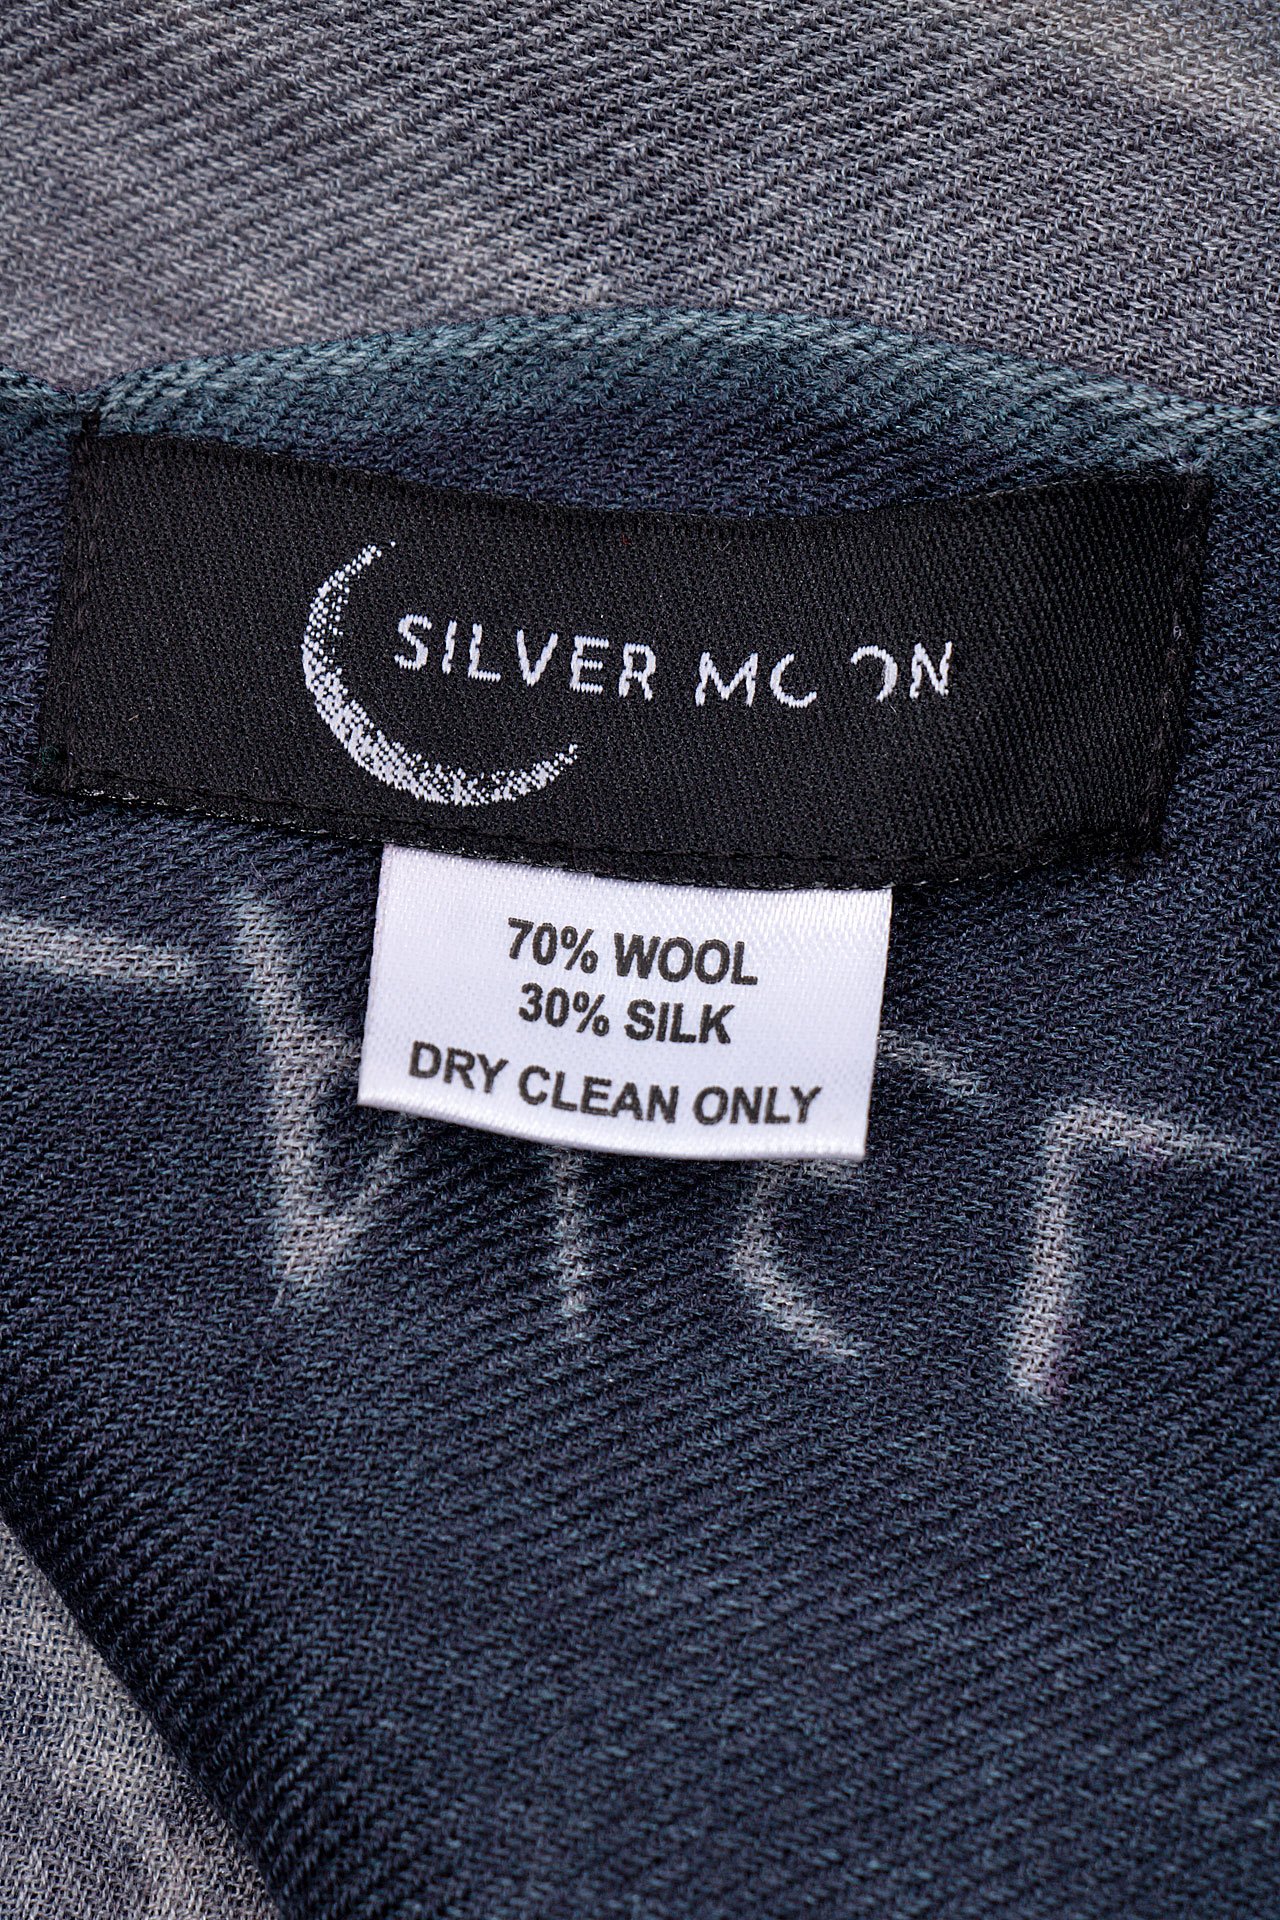 SILVER MOON
70% WOOL
30% SILK
DRY CLEAN ONLY